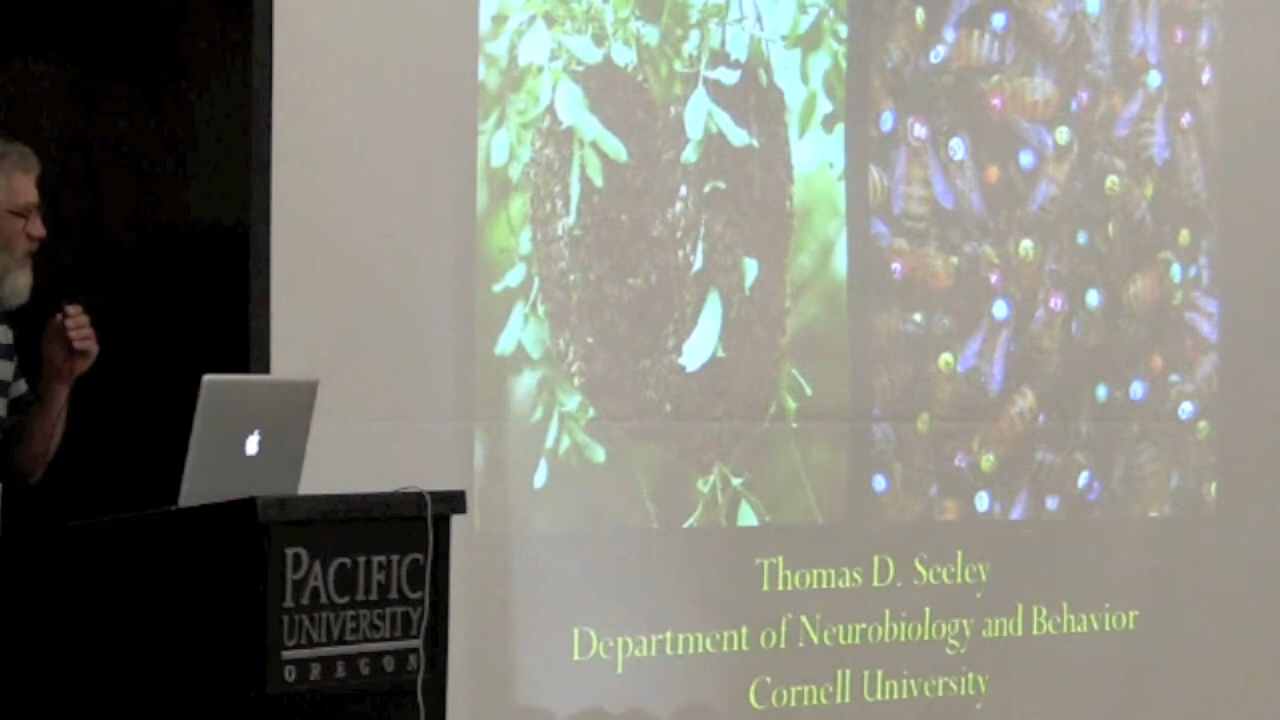 Thomas D. Seeley
Department of Neurobiology and Behavior
Cornell University
PACIFIC
UNIVERSITY
OREGON